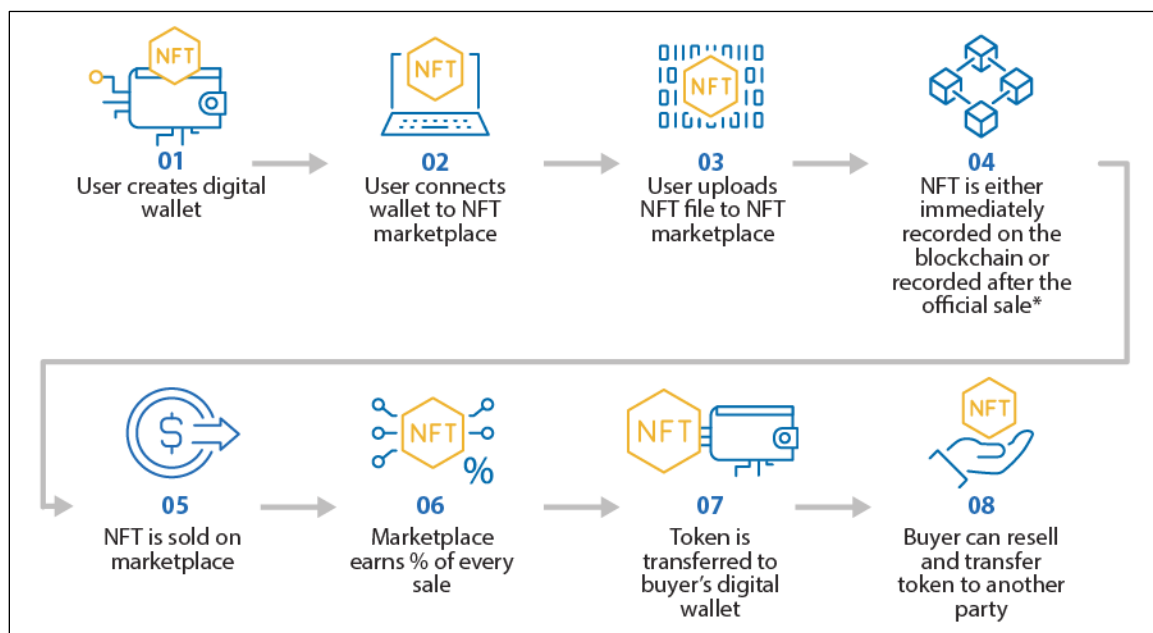 NFT
NFT
NFT
01
User creates digital
wallet
02
User connects
wallet to NFT
marketplace
03
User uploads
NFT file to NFT
marketplace
04
NFT is either
immediately
recorded on the
blockchain or
recorded after the
official sale*
$
NFT
%
NFT
NFT
05
NFT is sold on
marketplace
06
Marketplace
earns % of every
sale
07
Token is
transferred to
buyer's digital
wallet
08
Buyer can resell
and transfer
token to another
party